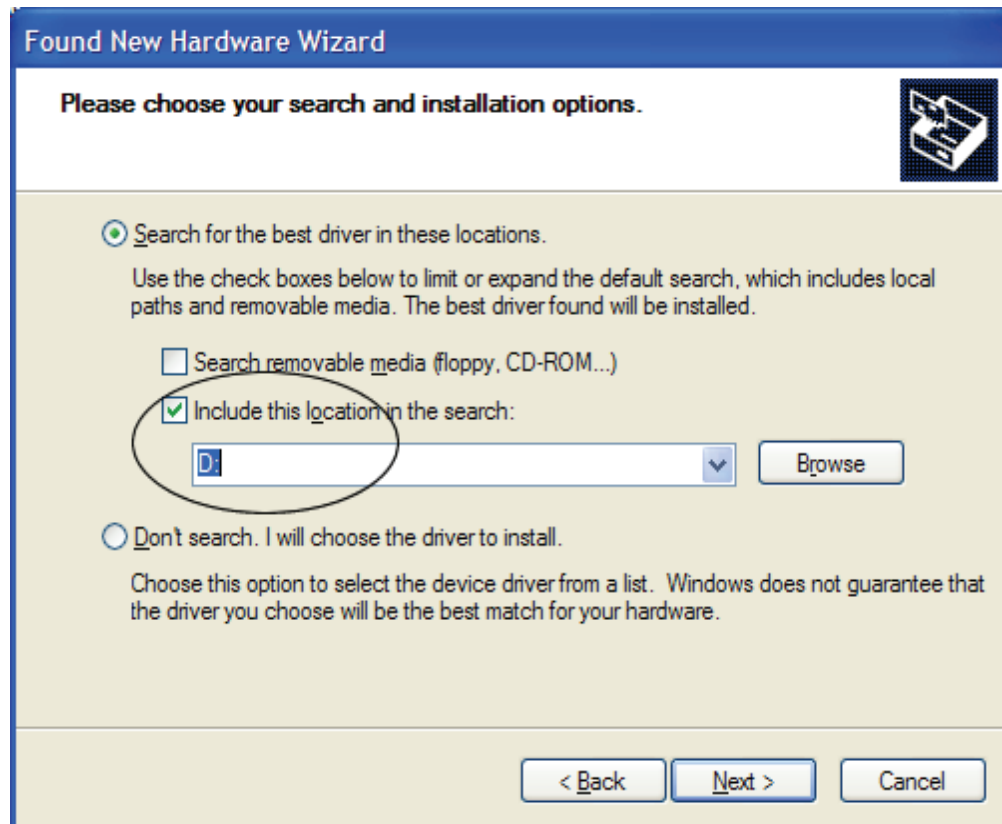 Found New Hardware Wizard
Please choose your search and installation options.
Search for the best driver in these locations.
Use the check boxes below to limit or expand the default search, which includes local
paths and removable media. The best driver found will be installed.
Search removable media (floppy, CD-ROM...)
Include this location in the search:
D:
Browse
Don't search. I will choose the driver to install.
Choose this option to select the device driver from a list. Windows does not guarantee that
the driver you choose will be the best match for your hardware.
< Back Next > Cancel